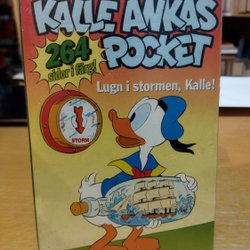 KALLE ANKAS
POCKET
264
sidor i färg!
Lugn i stormen, Kalle!
STORM